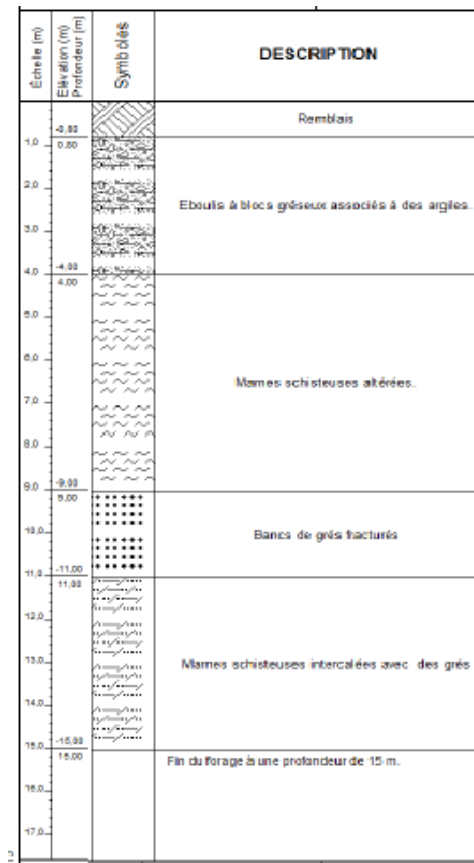 Échelle (m)
Élévation (m)
Profondeur (m)
Symboles
DESCRIPTION
Remblais
-0,80
0,80
1,0
2,0
Eboulis à blocs gréseux associés à des argiles.
3,0
4,0
-4,00
4,00
5,0
6,0
Marnes schisteuses altérées.
7,0
8,0
9,0
-9,00
9,00
10,0
Bancs de grés fracturés
11,0
-11,00
11,00
12,0
13,0
Marnes schisteuses intercalées avec des grés
14,0
15,0
-15,00
15,00
Fin du forage à une profondeur de 15 m.
16,0
17,0